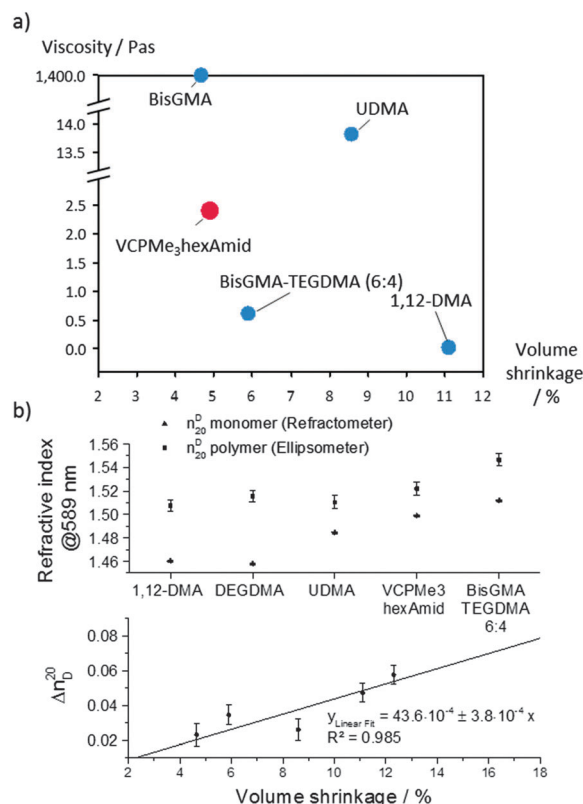 a)
Viscosity / Pas
1,400.0
BisGMA
UDMA
14.0
13.5
2.5
VCPMe₃hexAmid
2.0
1.5
BisGMA-TEGDMA (6:4)
1.0
1,12-DMA
0.5
0.0
Volume
shrinkage
/ %
2 3 4 5 6 7 8 9 10 11 12
b)
n₂₀ᴰ monomer (Refractometer)
n₂₀ᴰ polymer (Ellipsometer)
Refractive index
@589 nm
1.56
1.54
1.52
1.50
1.48
1.46
1,12-DMA DEGDMA UDMA VCPMe3 BisGMA
hexAmid TEGDMA
6:4
Δn_D²⁰
0.08
0.06
0.04
0.02
y_Linear Fit = 43.6·10⁻⁴ ± 3.8·10⁻⁴ x
R² = 0.985
2 4 6 8 10 12 14 16 18
Volume shrinkage / %